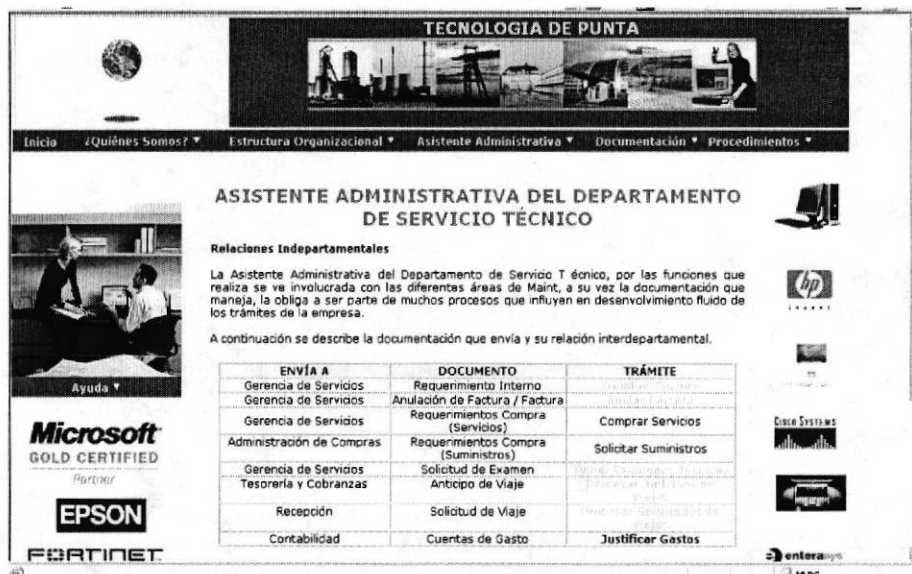 TECNOLOGIA DE PUNTA
Inicio ¿Quiénes Somos? Estructura Organizacional Asistente Administrativa Documentación Procedimientos
ASISTENTE ADMINISTRATIVA DEL DEPARTAMENTO
DE SERVICIO TÉCNICO
Relaciones Indepartamentales
La Asistente Administrativa del Departamento de Servicio T écnico, por las funciones que
realiza se ve involucrada con las diferentes áreas de Maint, a su vez la documentación que
maneja, la obliga a ser parte de muchos procesos que influyen en desenvolvimiento fluido de
los trámites de la empresa.
A continuación se describe la documentación que envía y su relación interdepartamental.
ENVÍA A DOCUMENTO TRÁMITE
Gerencia de Servicios Requerimiento Interno
Gerencia de Servicios Anulación de Factura / Factura
Gerencia de Servicios Requerimientos Compra
(Servicios) Comprar Servicios
Administración de Compras Requerimientos Compra
(Suministros) Solicitar Suministros
Gerencia de Servicios Solicitud de Examen
Tesorería y Cobranzas Anticipo de Viaje
Recepción Solicitud de Viaje
Contabilidad Cuentas de Gasto Justificar Gastos
Ayuda
Microsoft
GOLD CERTIFIED
Partner
EPSON
FORTINET
hp
invent
CISCO SYSTEMS
enterasys